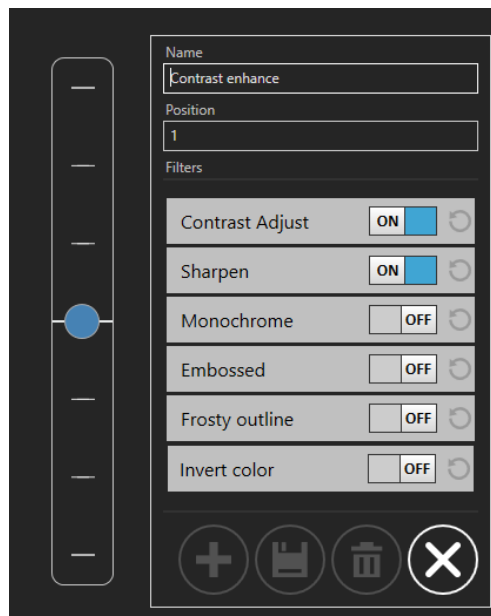 Name
Contrast enhance
Position
1
Filters
Contrast Adjust ON
Sharpen ON
Monochrome OFF
Embossed OFF
Frosty outline OFF
Invert color OFF